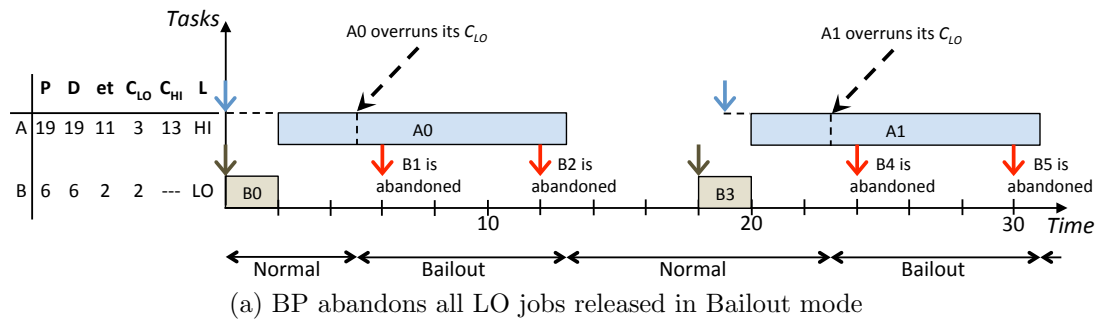 Tasks
A0 overruns its C_LO
A1 overruns its C_LO
P D et C_LO C_HI L
A 19 19 11 3 13 HI
A0
A1
B1 is abandoned
B2 is abandoned
B4 is abandoned
B5 is abandoned
B 6 6 2 2 --- LO
B0
B3
10
20
30
Time
Normal
Bailout
Normal
Bailout
(a) BP abandons all LO jobs released in Bailout mode